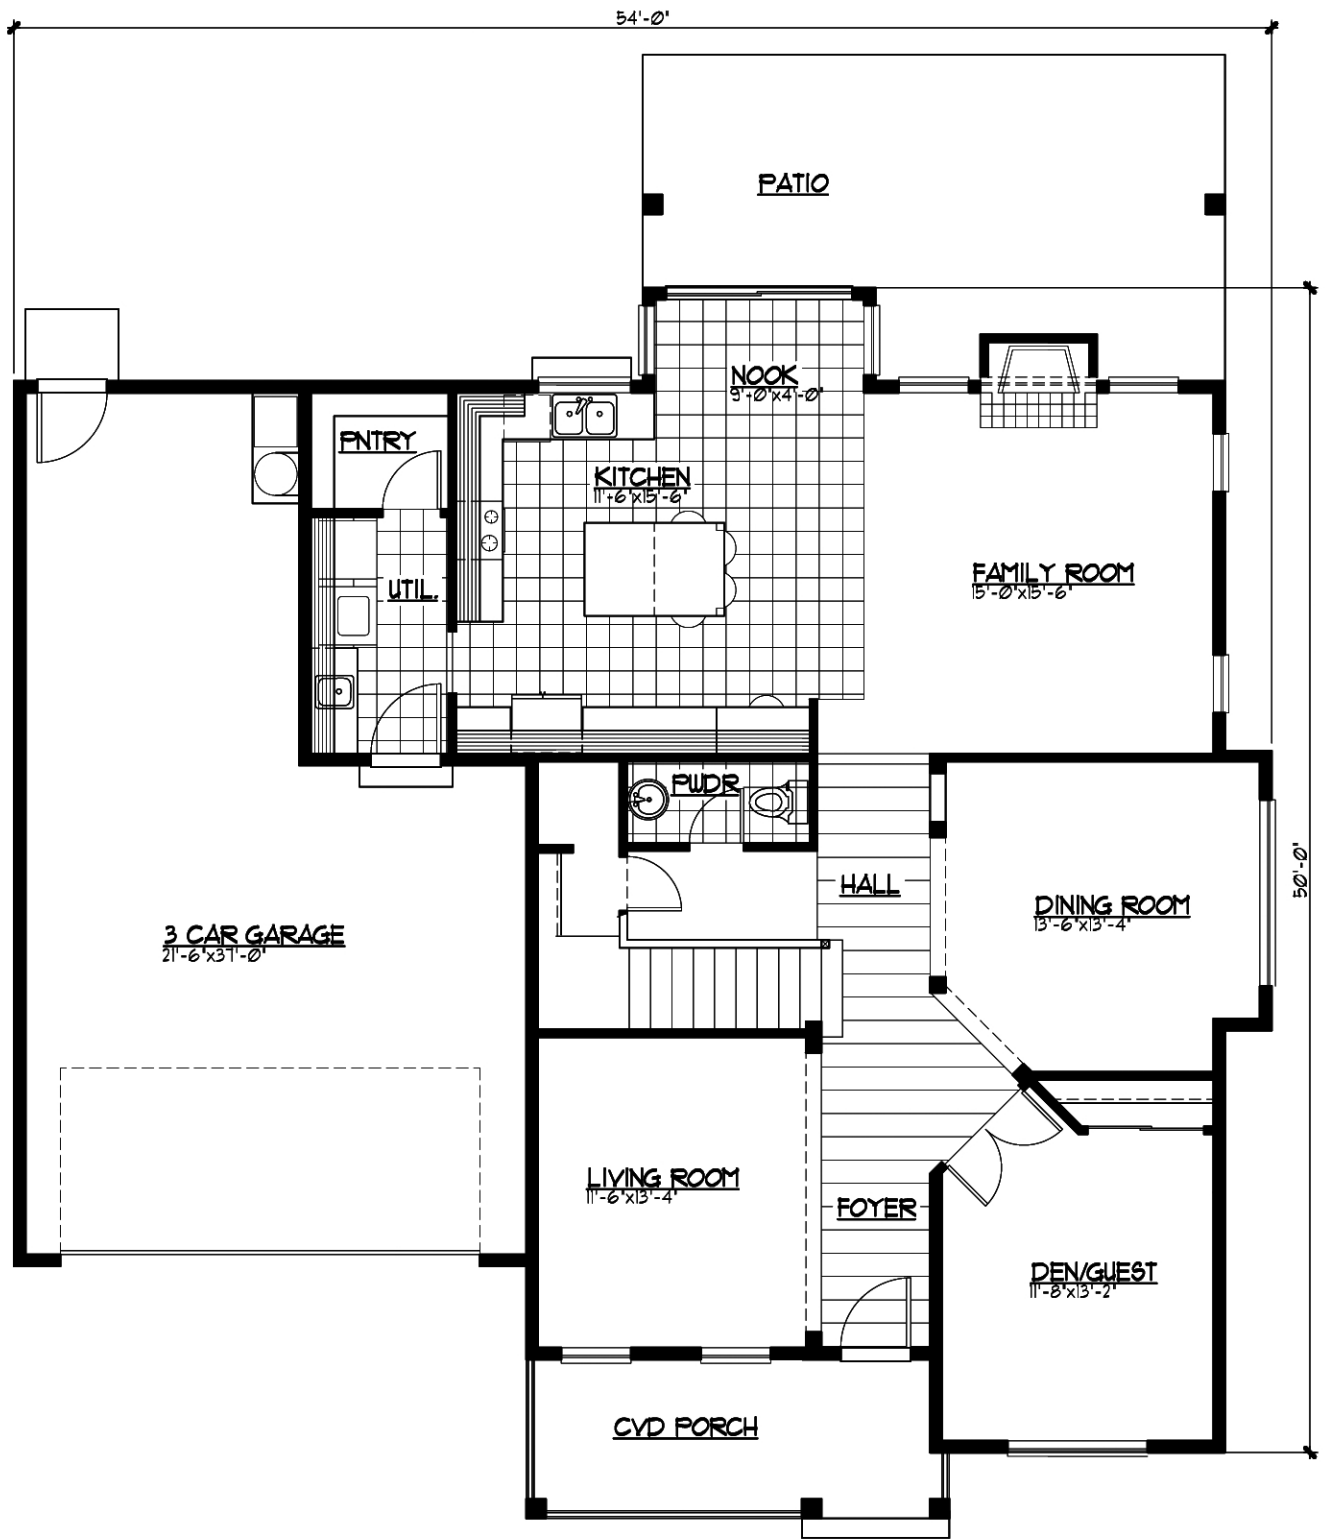 54'-0"
PATIO
NOOK
9'-0"x4'-0"
PNTRY
KITCHEN
11'-6"x15'-6"
UTIL.
FAMILY ROOM
15'-0"x15'-6"
PWDR
HALL
50'-0"
DINING ROOM
13'-6"x13'-4"
3 CAR GARAGE
21'-6"x37'-0"
LIVING ROOM
11'-6"x13'-4"
FOYER
DEN/GUEST
11'-8"x13'-2"
CVD PORCH